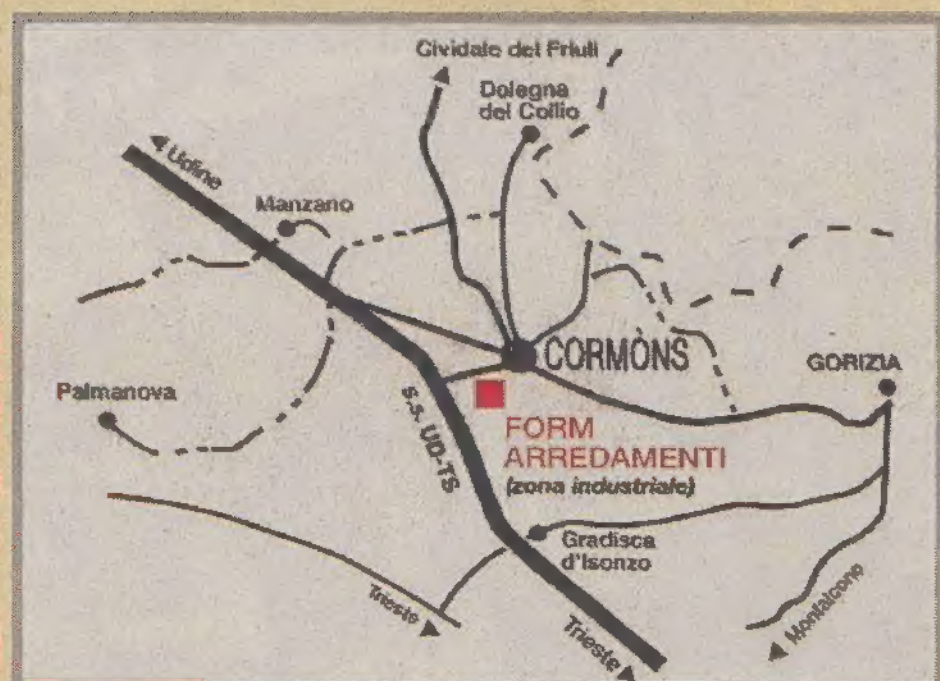 Cividale del Friuli
Dolegna
del Collio
Udine
Manzano
CORMÒNS
GORIZIA
Palmanova
S.S. UD-TS
FORM
ARREDAMENTI
(zona industriale)
Gradisca
d'Isonzo
Trieste
Trieste
Monfalcone